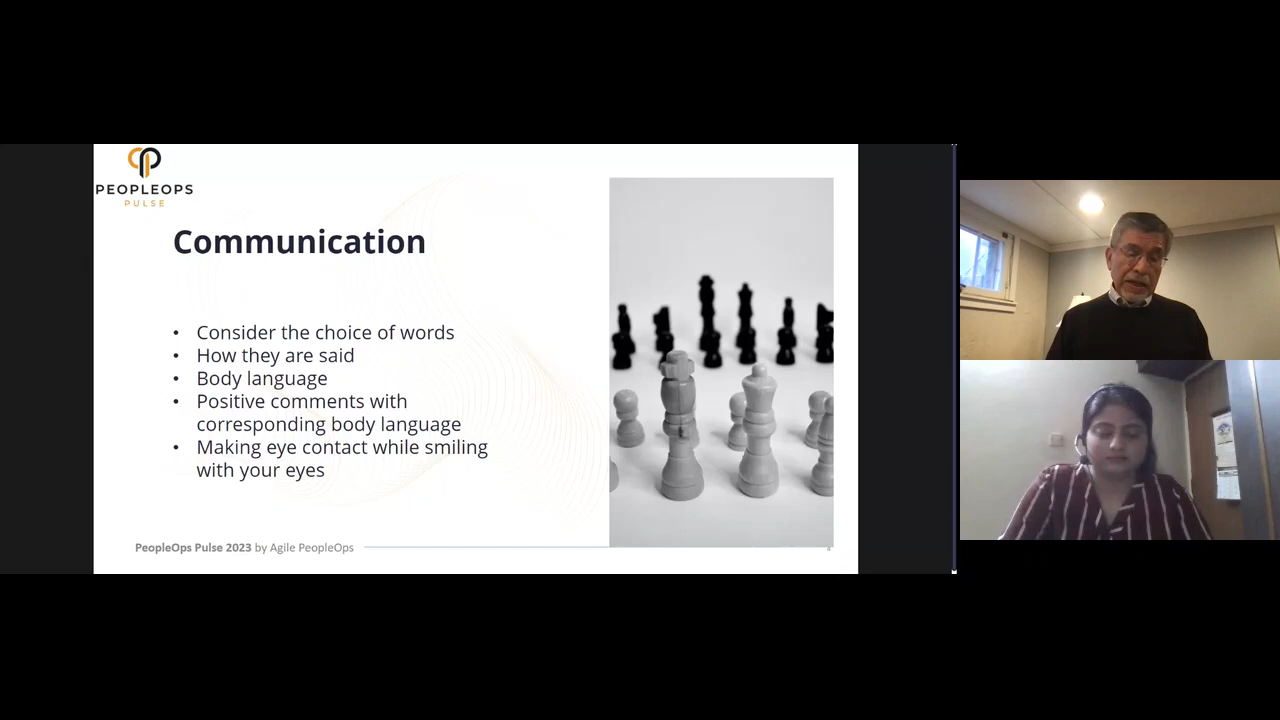 PEOPLEOPS
PULSE
Communication
• Consider the choice of words
• How they are said
• Body language
• Positive comments with
corresponding body language
• Making eye contact while smiling
with your eyes
PeopleOps Pulse 2023 by Agile PeopleOps